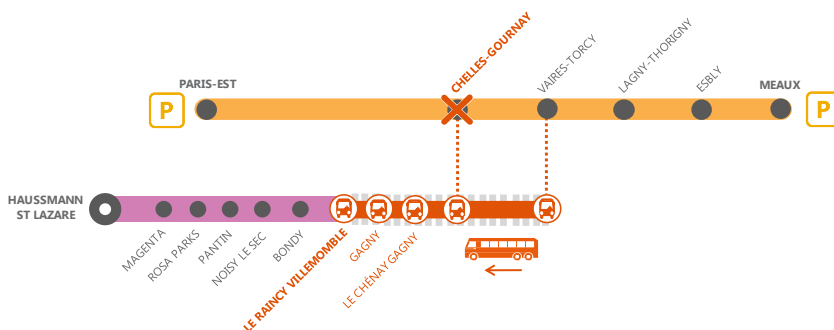 CHELLES-GOURNAY
VAIRES-TORCY
LAGNY-THORIGNY
ESBLY
PARIS-EST
MEAUX
P
P
HAUSSMANN
ST LAZARE
MAGENTA
ROSA PARKS
PANTIN
NOISY LE SEC
BONDY
LE RAINCY VILLEMOMBLE
GAGNY
LE CHÉNAY GAGNY